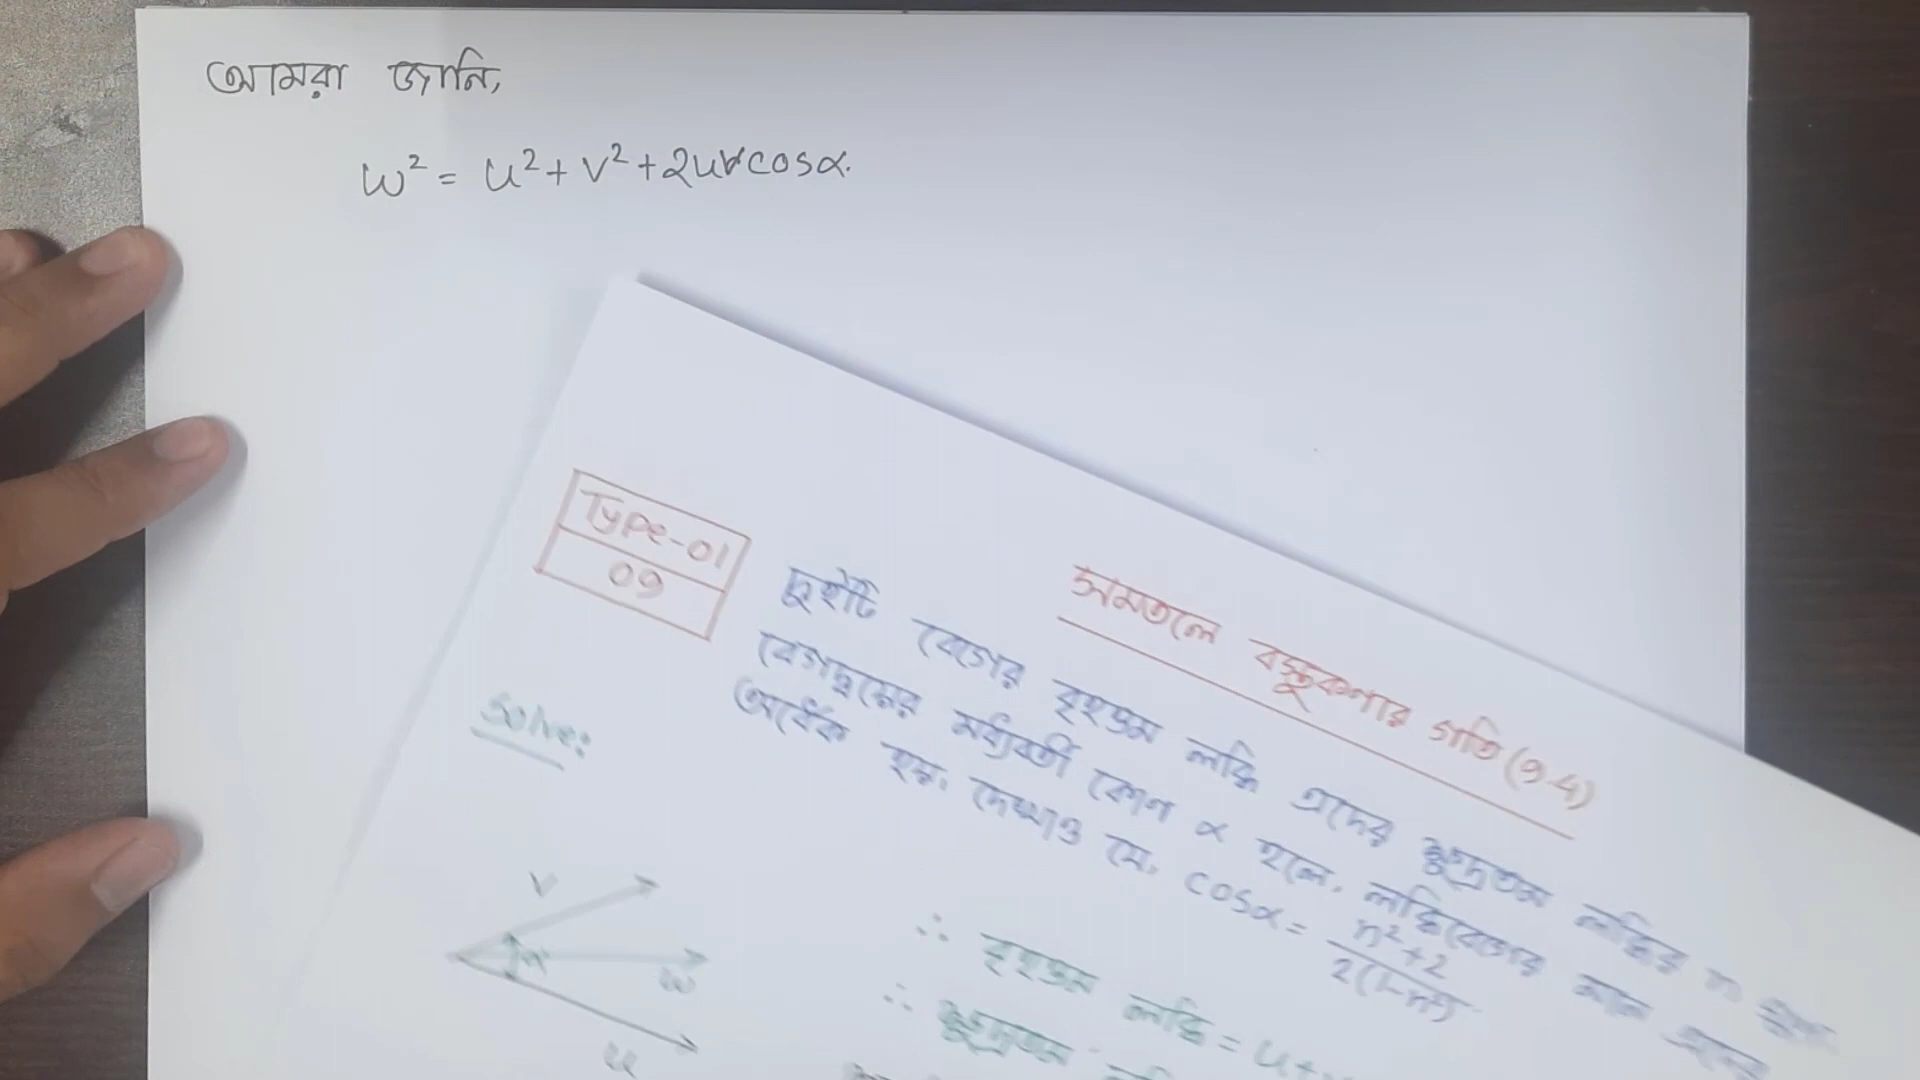 আমরা জানি,
w² = u² + v² + 2uvcosα.
Type-01
09
সমতলে বস্তুকণার গতি (9.4)
দুইটি বেগের বৃহত্তম লব্ধি এদের ক্ষুদ্রতম লব্ধির n গুণ
বেগদ্বয়ের মধ্যবর্তী কোণ α হলে, লব্ধিবেগের মান এদের
অর্ধেক হয়, দেখাও যে, cosα = n²+2 / 2(1-n²)
Solve:
v
α
w
u
∴ বৃহত্তম লব্ধি = u+
∴ ক্ষুদ্রতম